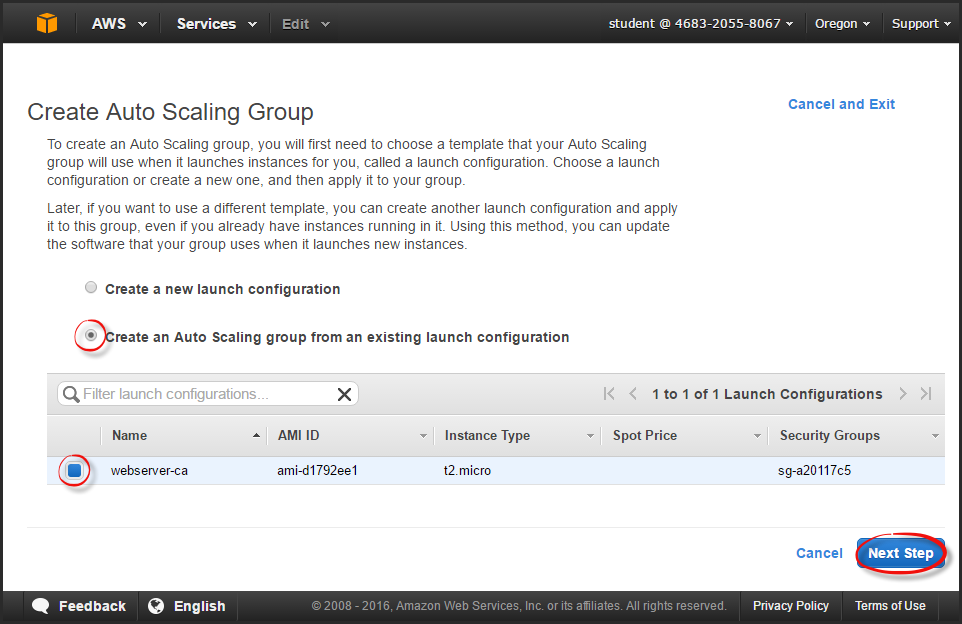 AWS Services Edit student @ 4683-2055-8067 Oregon Support
Cancel and Exit
Create Auto Scaling Group
To create an Auto Scaling group, you will first need to choose a template that your Auto Scaling
group will use when it launches instances for you, called a launch configuration. Choose a launch
configuration or create a new one, and then apply it to your group.
Later, if you want to use a different template, you can create another launch configuration and apply
it to this group, even if you already have instances running in it. Using this method, you can update
the software that your group uses when it launches new instances.
Create a new launch configuration
Create an Auto Scaling group from an existing launch configuration
Filter launch configurations... 1 to 1 of 1 Launch Configurations
Name AMI ID Instance Type Spot Price Security Groups
webserver-ca ami-d1792ee1 t2.micro sg-a20117c5
Cancel Next Step
Feedback English © 2008 - 2016, Amazon Web Services, Inc. or its affiliates. All rights reserved. Privacy Policy Terms of Use